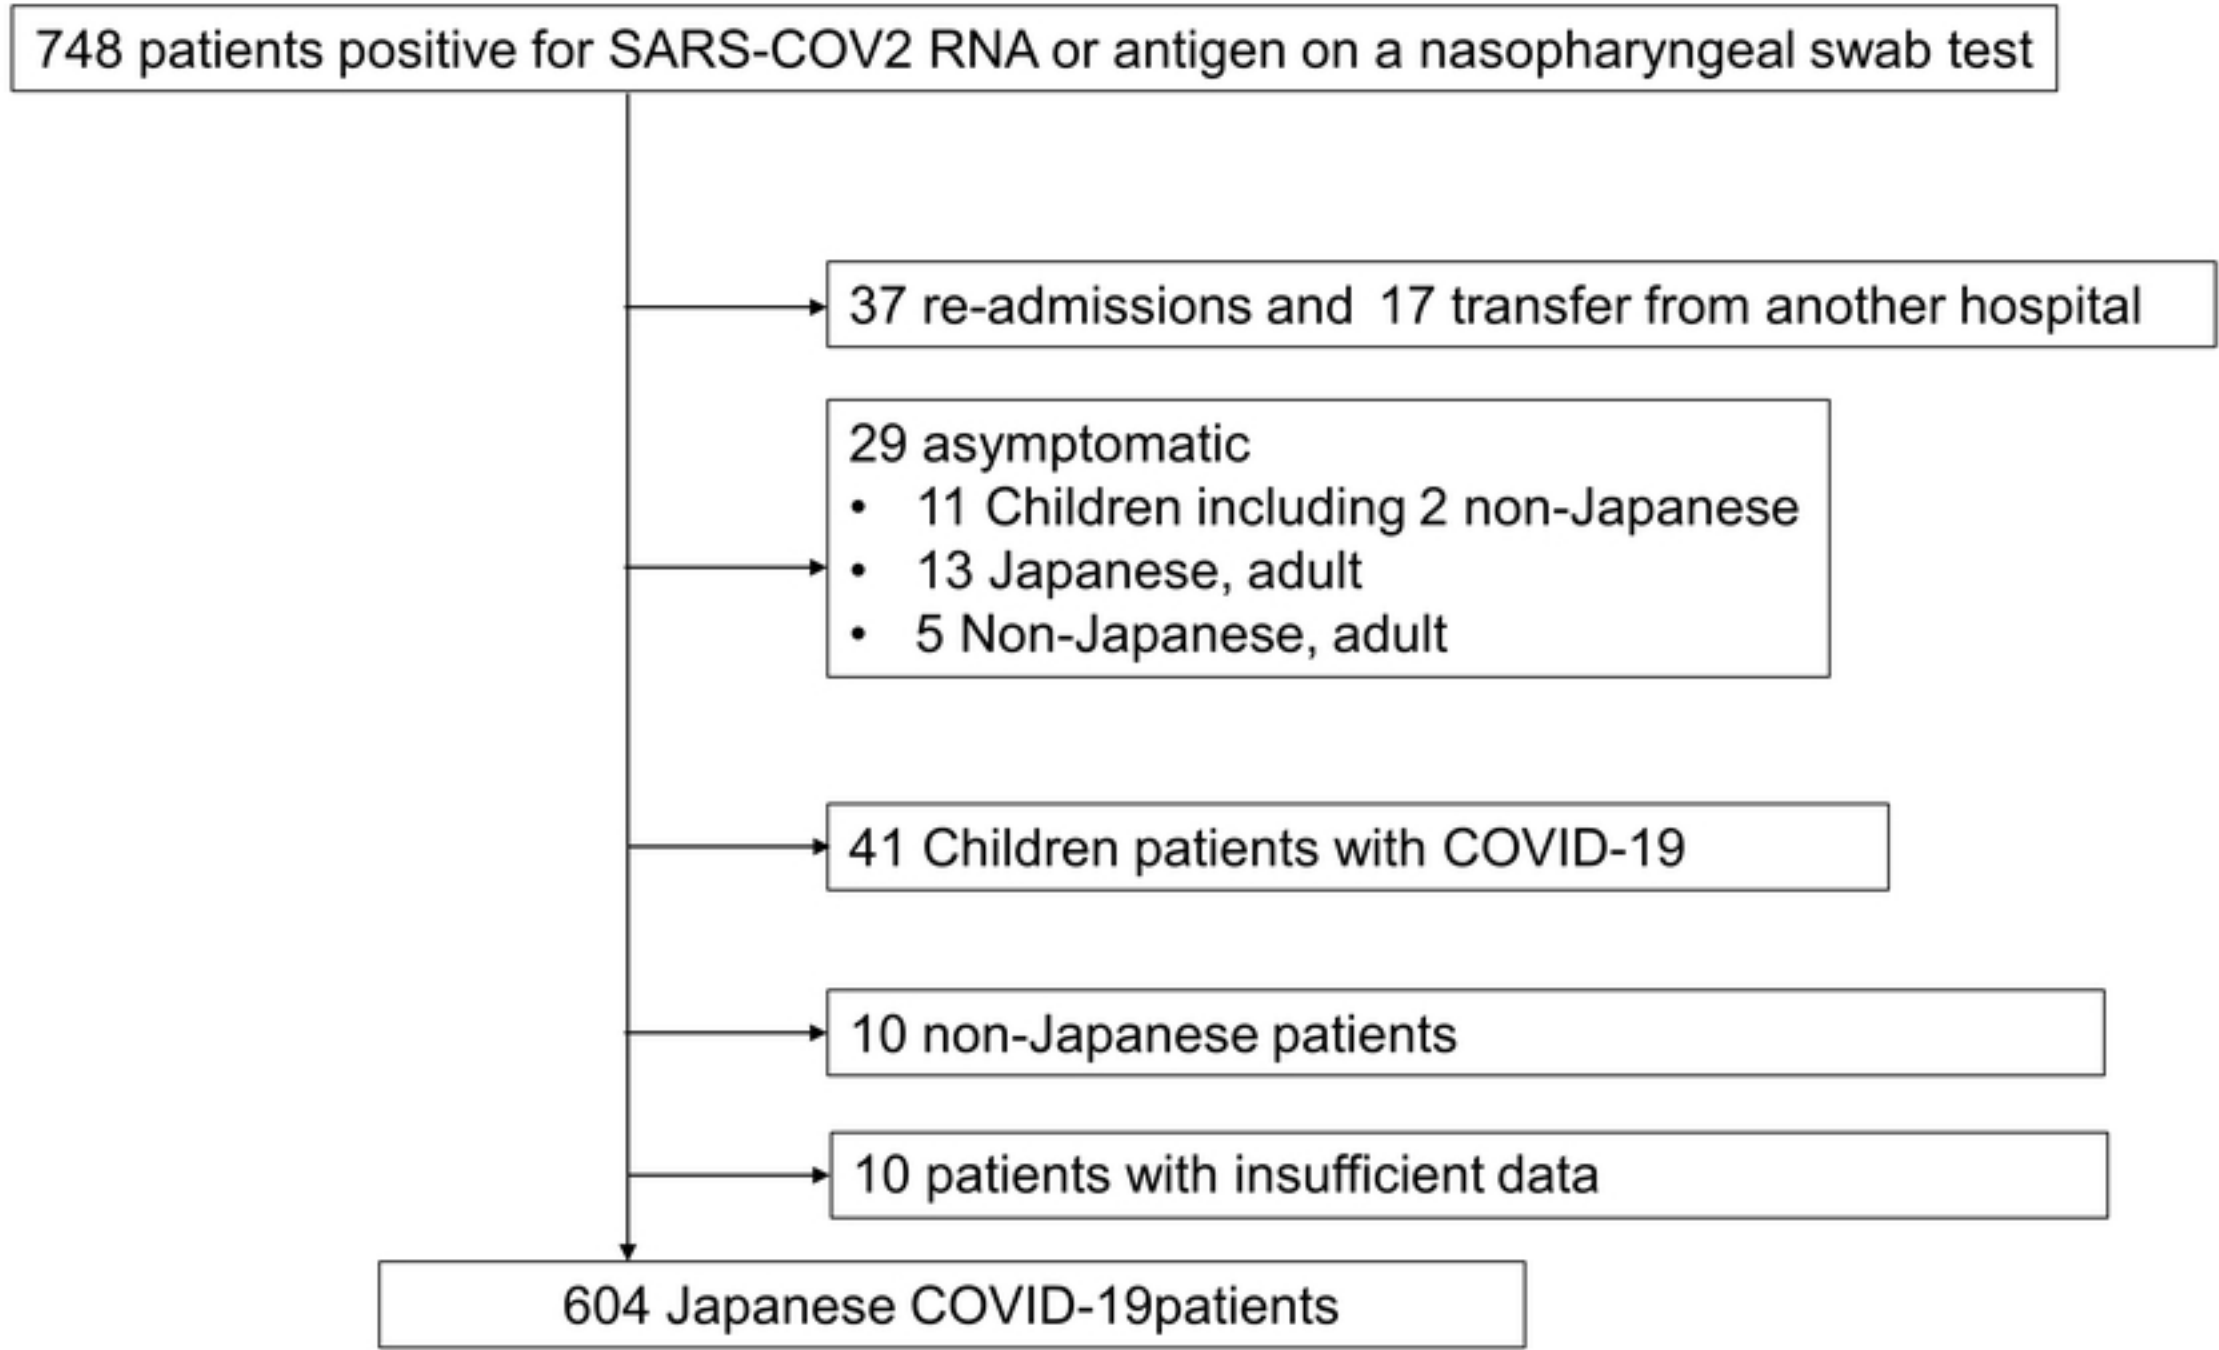 748 patients positive for SARS-COV2 RNA or antigen on a nasopharyngeal swab test
37 re-admissions and 17 transfer from another hospital
29 asymptomatic
• 11 Children including 2 non-Japanese
• 13 Japanese, adult
• 5 Non-Japanese, adult
41 Children patients with COVID-19
10 non-Japanese patients
10 patients with insufficient data
604 Japanese COVID-19patients